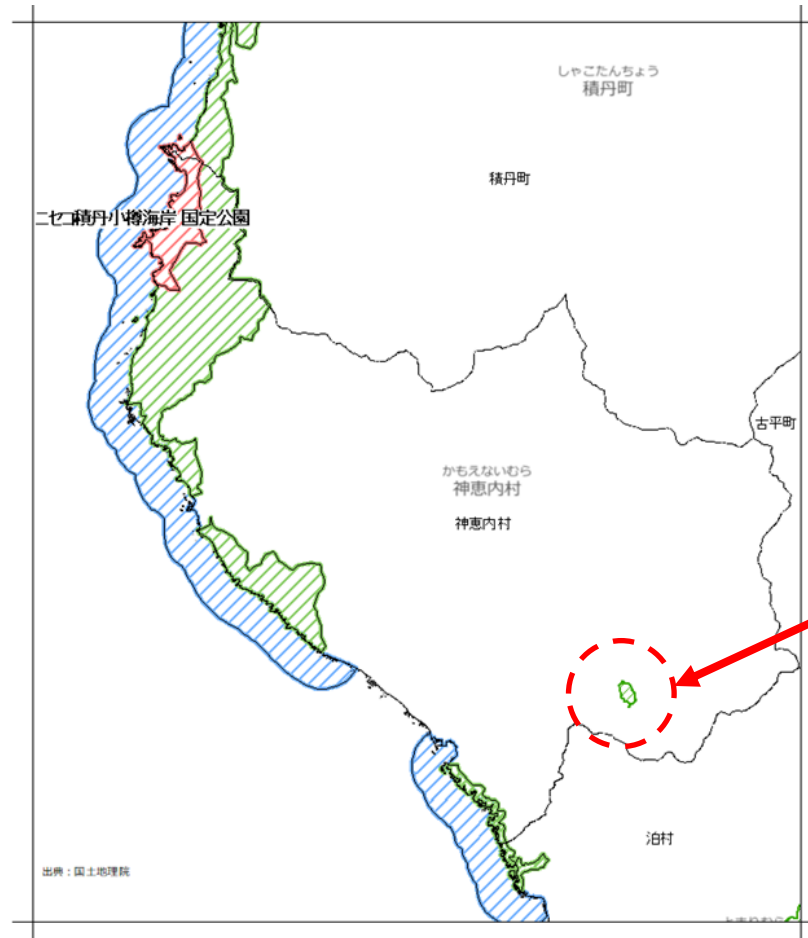 しゃこたんちょう
積丹町
積丹町
ニセコ積丹小樽海岸 国定公園
古平町
かもえないむら
神恵内村
神恵内村
泊村
出典：国土地理院